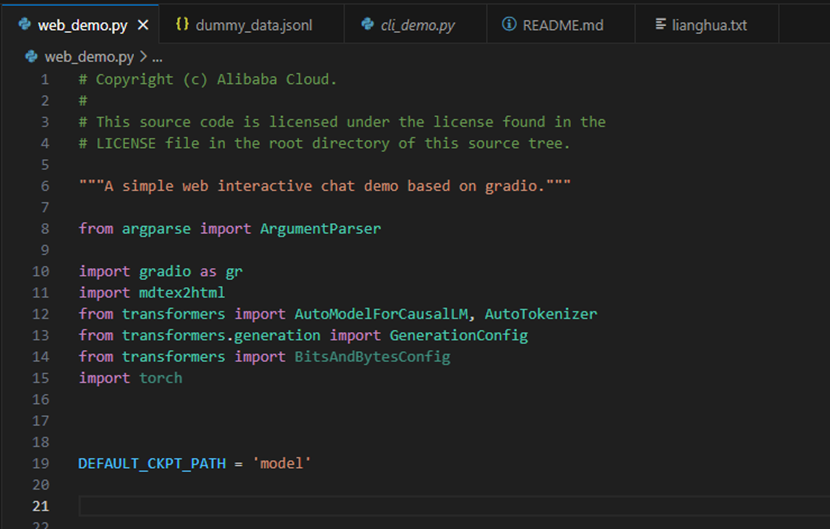 web_demo.py
dummy_data.jsonl
cli_demo.py
README.md
lianghua.txt
web_demo.py > ...
1 # Copyright (c) Alibaba Cloud.
2 #
3 # This source code is licensed under the license found in the
4 # LICENSE file in the root directory of this source tree.
5
6 """A simple web interactive chat demo based on gradio."""
7
8 from argparse import ArgumentParser
9
10 import gradio as gr
11 import mdtex2html
12 from transformers import AutoModelForCausalLM, AutoTokenizer
13 from transformers.generation import GenerationConfig
14 from transformers import BitsAndBytesConfig
15 import torch
16
17
18
19 DEFAULT_CKPT_PATH = 'model'
20
21
22